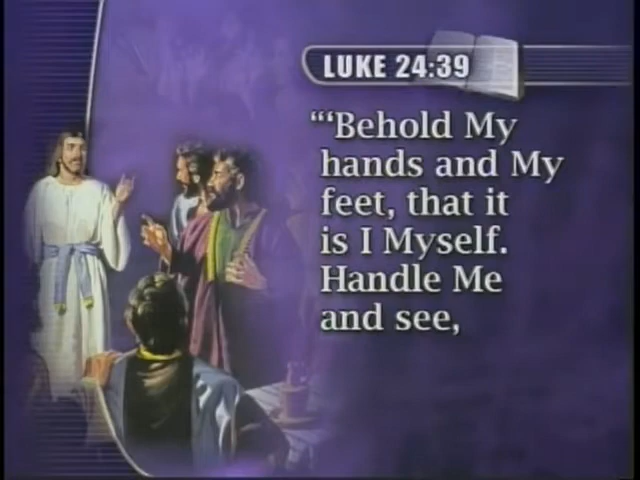 LUKE 24:39
"‘Behold My
hands and My
feet, that it
is I Myself.
Handle Me
and see,